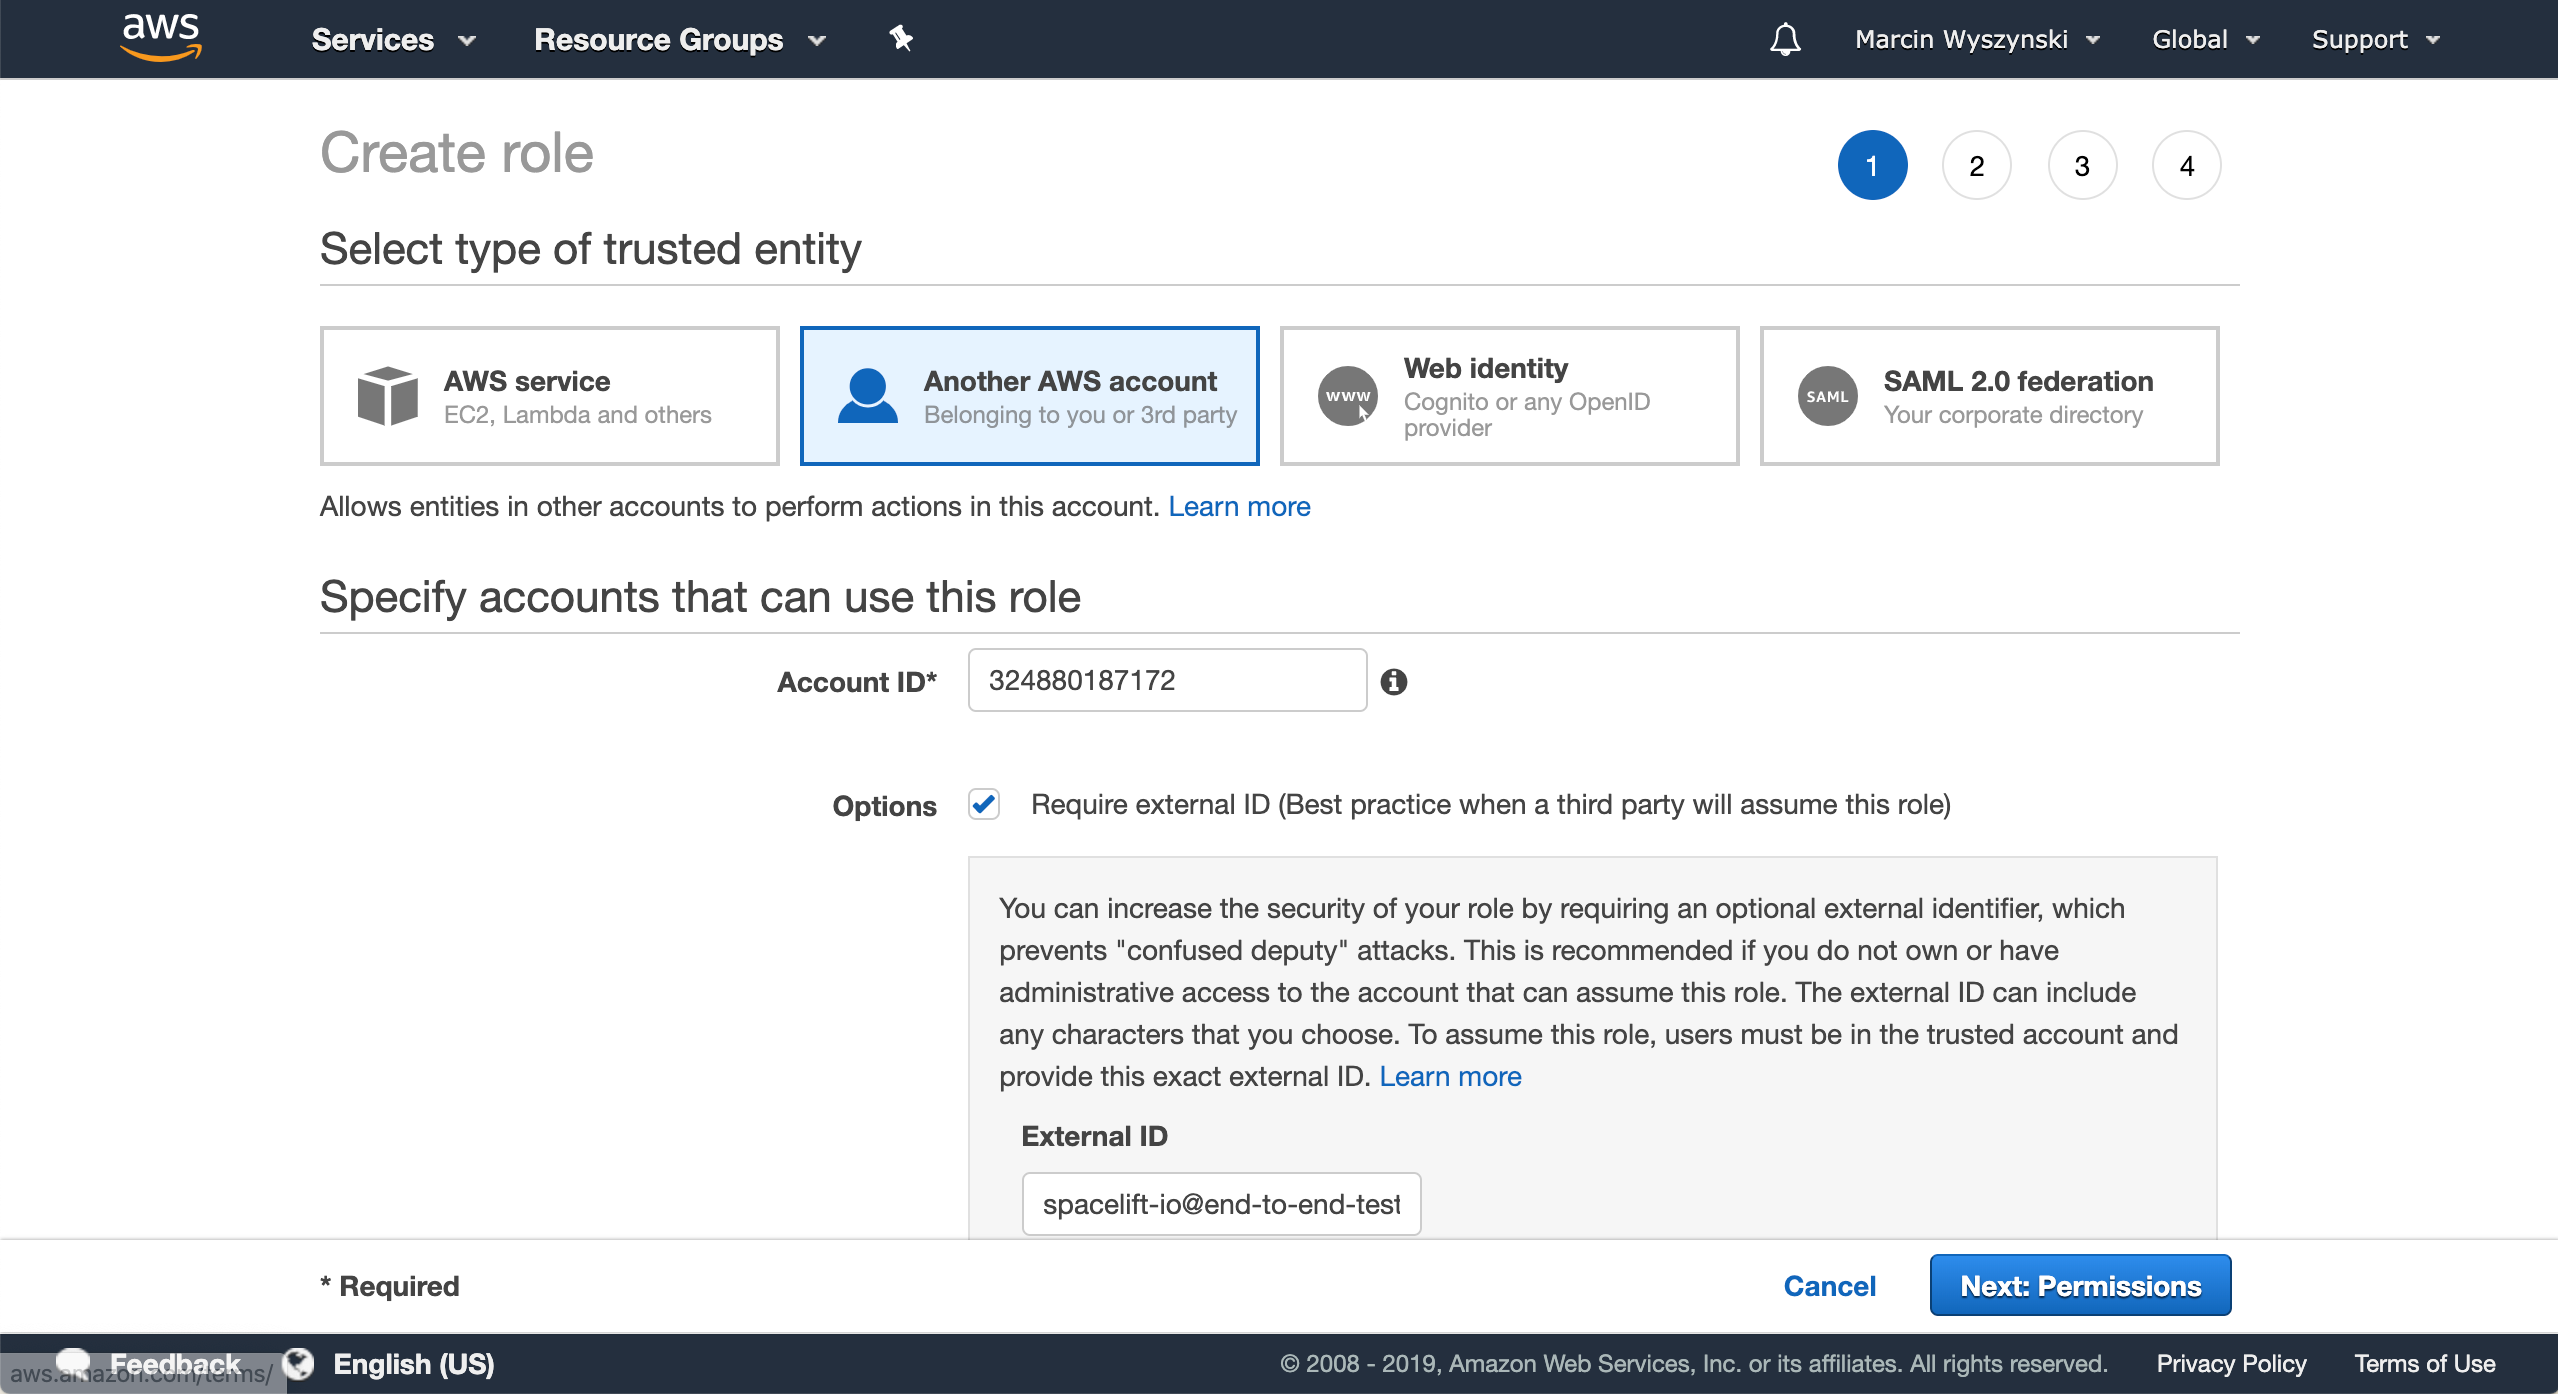 aws Services Resource Groups Marcin Wyszynski Global Support
Create role
1 2 3 4
Select type of trusted entity
AWS service
EC2, Lambda and others
Another AWS account
Belonging to you or 3rd party
www
Web identity
Cognito or any OpenID
provider
SAML
SAML 2.0 federation
Your corporate directory
Allows entities in other accounts to perform actions in this account. Learn more
Specify accounts that can use this role
Account ID* 324880187172
Options Require external ID (Best practice when a third party will assume this role)
You can increase the security of your role by requiring an optional external identifier, which
prevents "confused deputy" attacks. This is recommended if you do not own or have
administrative access to the account that can assume this role. The external ID can include
any characters that you choose. To assume this role, users must be in the trusted account and
provide this exact external ID. Learn more
External ID
spacelift-io@end-to-end-test
* Required Cancel Next: Permissions
Feedback English (US) © 2008 - 2019, Amazon Web Services, Inc. or its affiliates. All rights reserved. Privacy Policy Terms of Use
aws.amazon.com/terms/